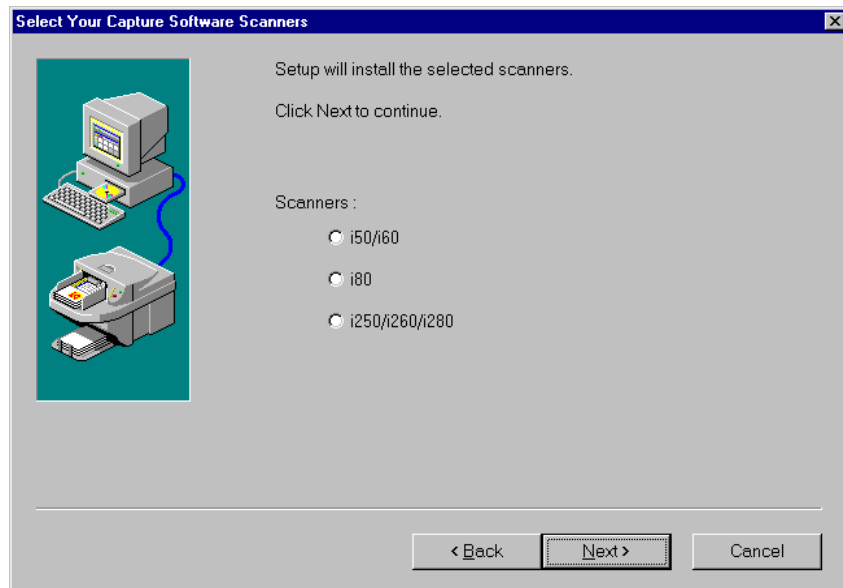 Select Your Capture Software Scanners
Setup will install the selected scanners.
Click Next to continue.
Scanners :
i50/i60
i80
i250/i260/i280
< Back
Next >
Cancel